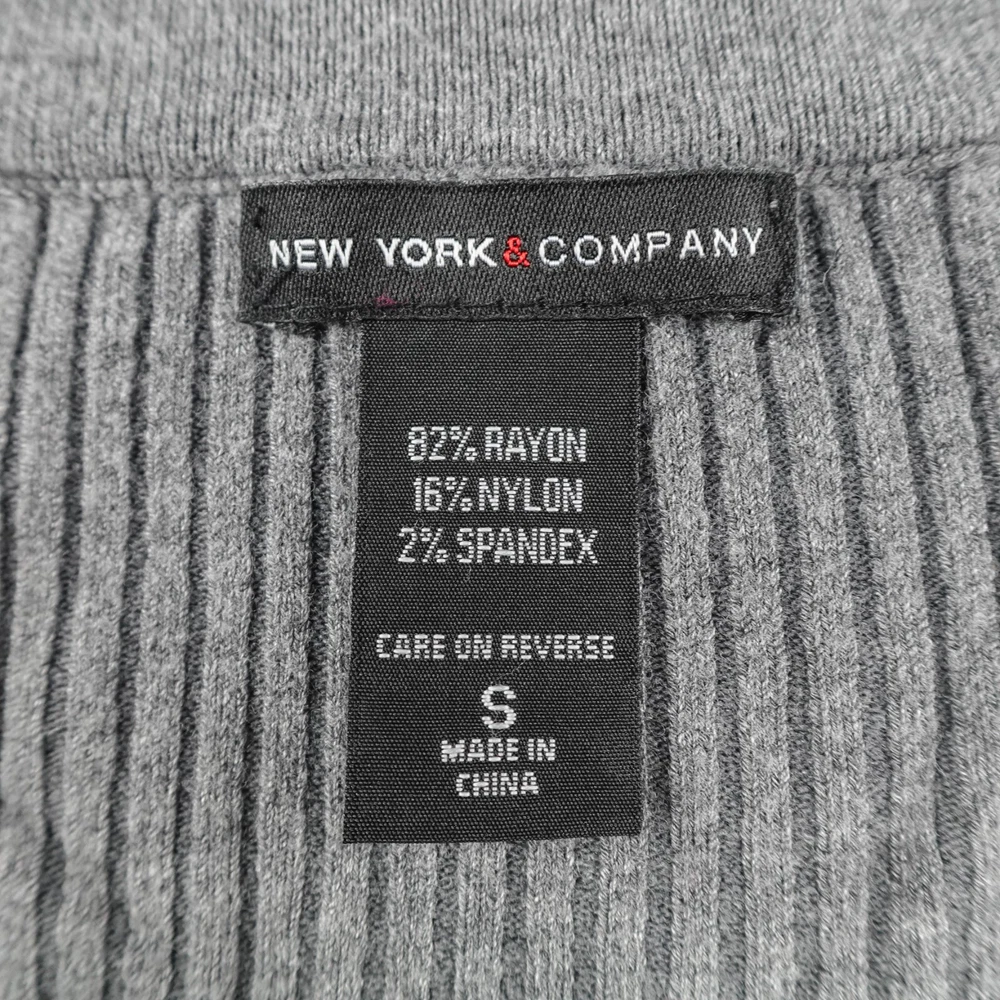 NEW YORK & COMPANY
82% RAYON
16% NYLON
2% SPANDEX
CARE ON REVERSE
S
MADE IN
CHINA